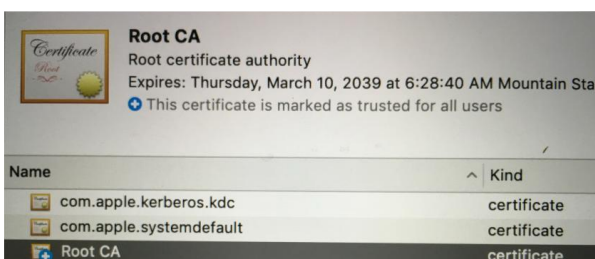 Certificate
Root
Root CA
Root certificate authority
Expires: Thursday, March 10, 2039 at 6:28:40 AM Mountain Sta
This certificate is marked as trusted for all users
Name
Kind
com.apple.kerberos.kdc
certificate
com.apple.systemdefault
certificate
Root CA
certificate